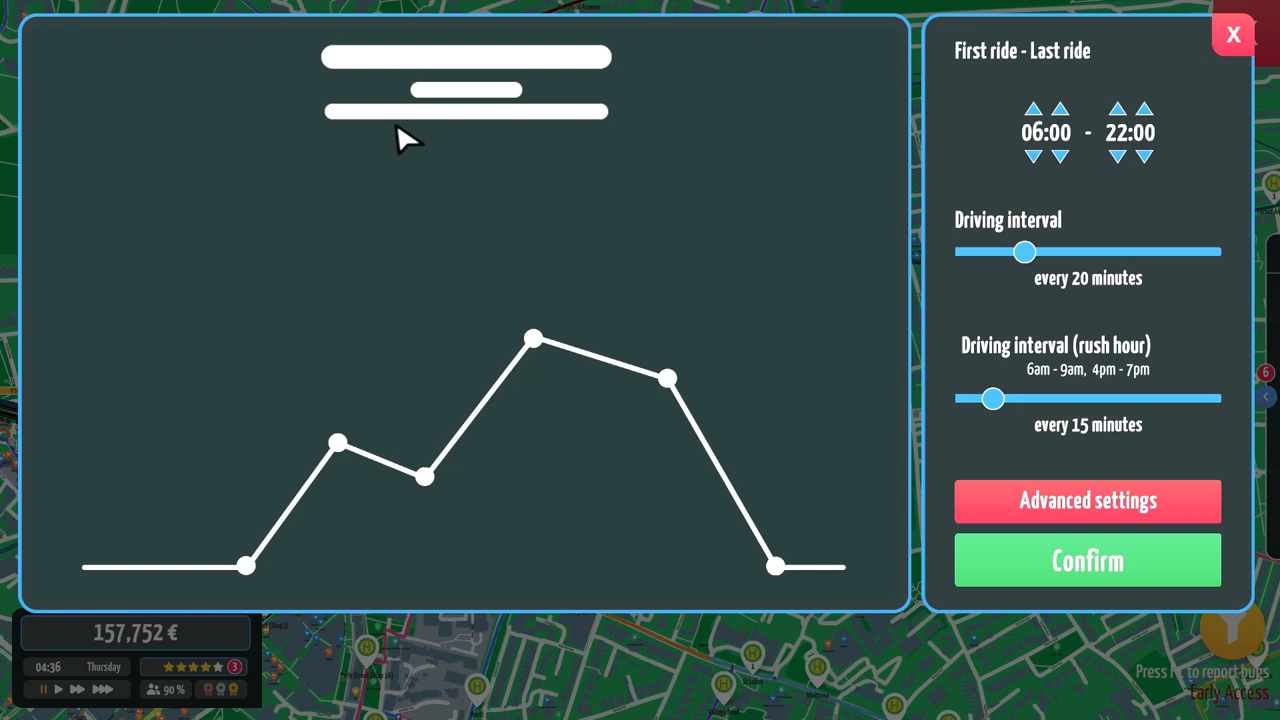 First ride - Last ride
X
06:00 - 22:00
Driving interval
every 20 minutes
Driving interval (rush hour)
6am - 9am, 4pm - 7pm
every 15 minutes
Advanced settings
Confirm
6
157,752 €
04:36 Thursday
3
90 %
Early Access